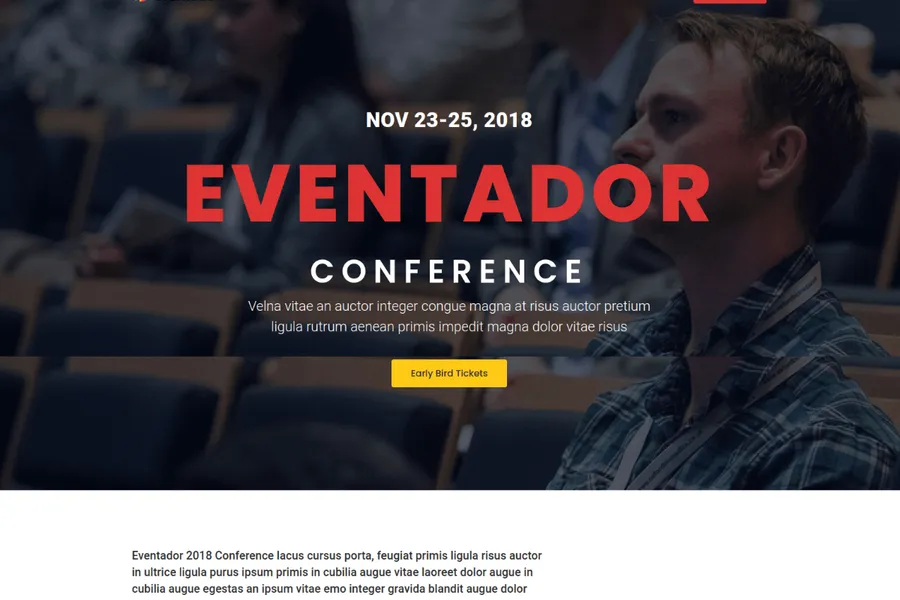 NOV 23-25, 2018
EVENTADOR
CONFERENCE
Velna vitae an auctor integer congue magna at risus auctor pretium
ligula rutrum aenean primis impedit magna dolor vitae risus
Early Bird Tickets
Eventador 2018 Conference lacus cursus porta, feugiat primis ligula risus auctor
in ultrice ligula purus ipsum primis in cubilia augue vitae laoreet dolor augue in
cubilia augue egestas an ipsum vitae emo integer gravida blandit augue dolor